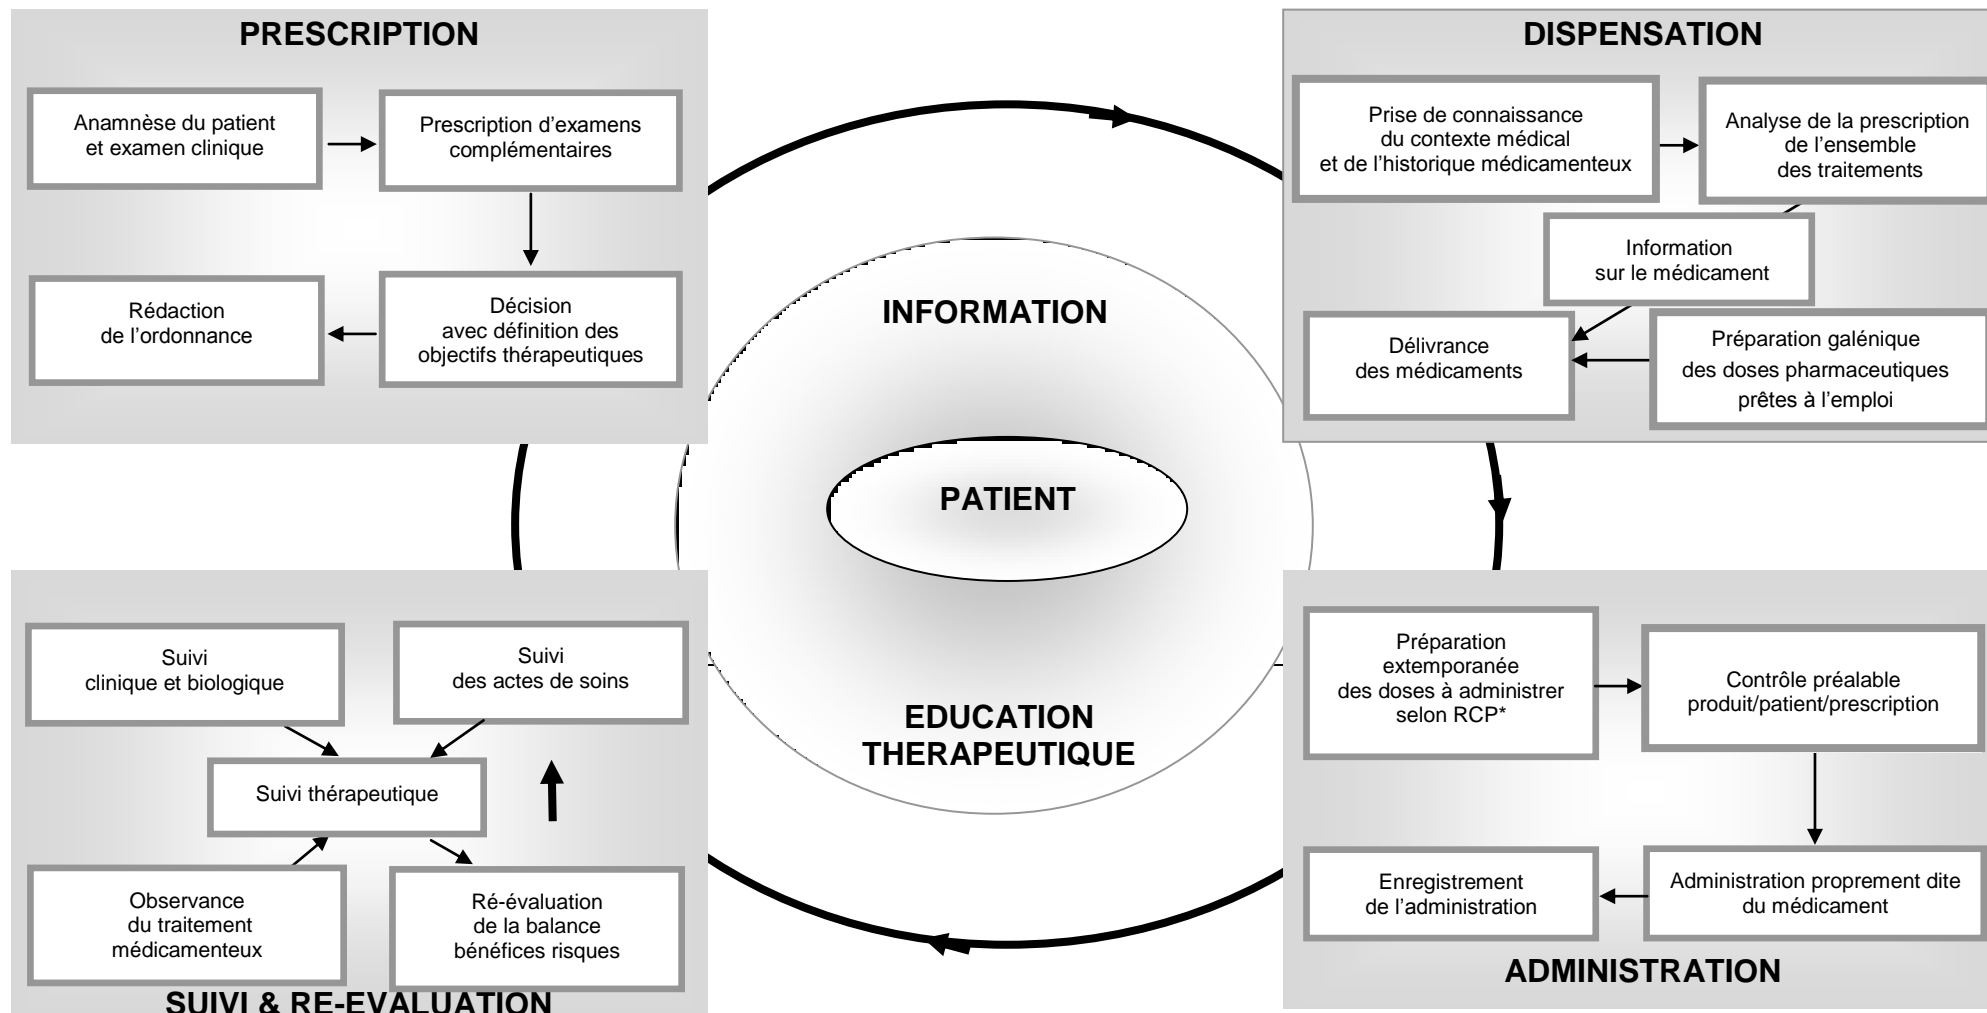 PRESCRIPTION
Anamnèse du patient
et examen clinique
Prescription d’examens
complémentaires
Rédaction
de l’ordonnance
Décision
avec définition des
objectifs thérapeutiques
DISPENSATION
Prise de connaissance
du contexte médical
et de l’historique médicamenteux
Analyse de la prescription
de l’ensemble
des traitements
Information
sur le médicament
Délivrance
des médicaments
Préparation galénique
des doses pharmaceutiques
prêtes à l’emploi
INFORMATION
PATIENT
EDUCATION
THERAPEUTIQUE
Suivi
clinique et biologique
Suivi
des actes de soins
Suivi thérapeutique
Observance
du traitement
médicamenteux
Ré-évaluation
de la balance
bénéfices risques
SUIVI & RE-EVALUATION
Préparation
extemporanée
des doses à administrer
selon RCP*
Contrôle préalable
produit/patient/prescription
Enregistrement
de l’administration
Administration proprement dite
du médicament
ADMINISTRATION